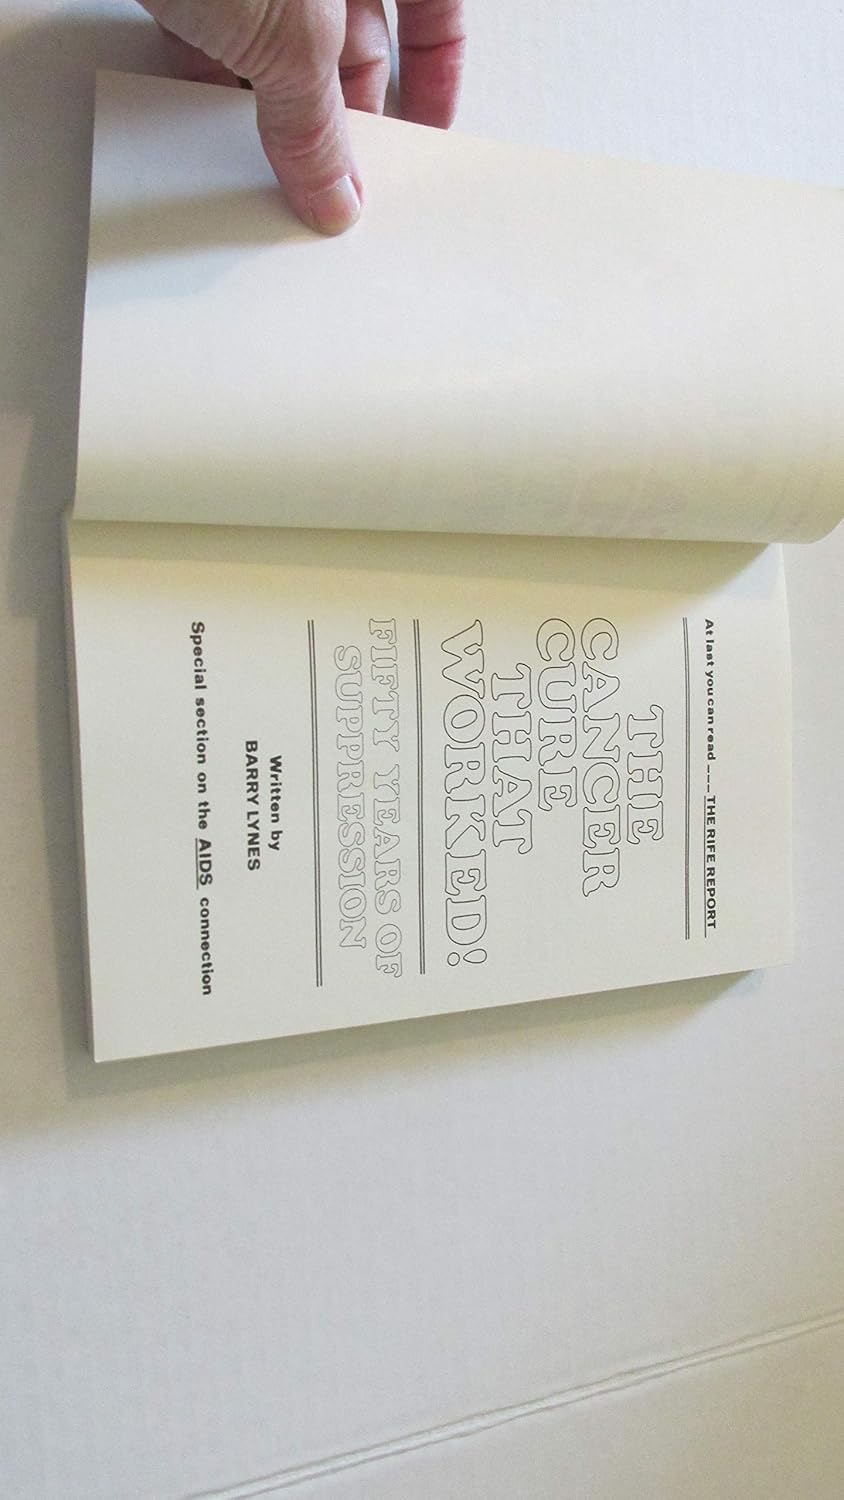 At last you can read ___ THE RIFE REPORT
THE
CANCER
CURE
THAT
WORKED!
FIFTY YEARS OF
SUPPRESSION
Written by
BARRY LYNES
Special section on the AIDS connection